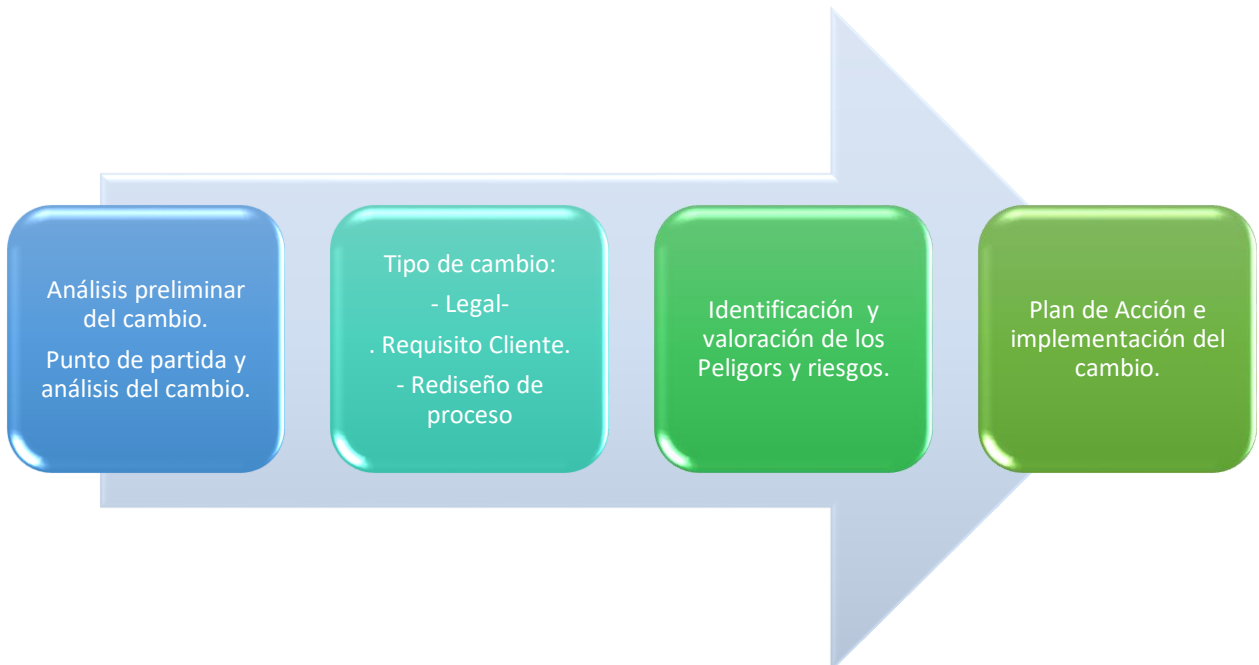 Análisis preliminar
del cambio.
Punto de partida y
análisis del cambio.
Tipo de cambio:
- Legal-
. Requisito Cliente.
- Rediseño de
proceso
Identificación y
valoración de los
Peligors y riesgos.
Plan de Acción e
implementación del
cambio.